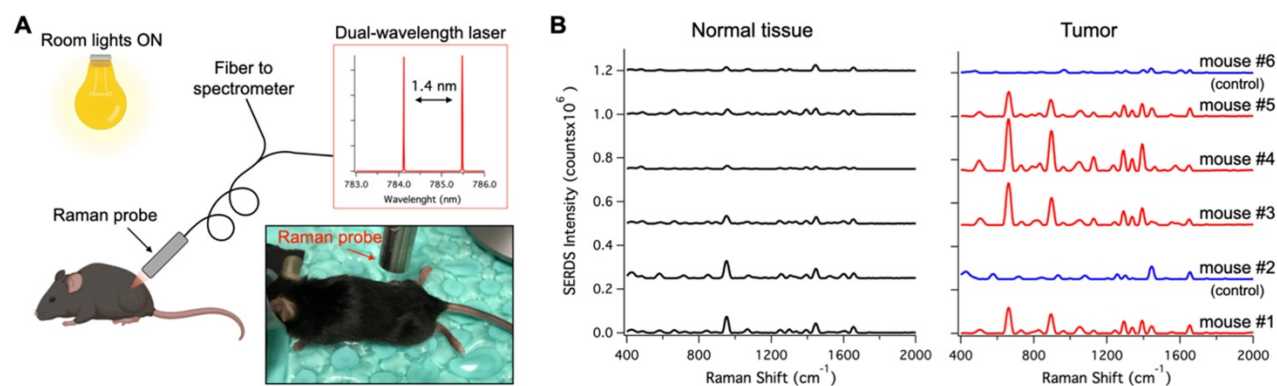 A
Room lights ON
Fiber to
spectrometer
Dual-wavelength laser
1.4 nm
783.0 784.0 785.0 786.0
Wavelenght (nm)
Raman probe
Raman probe
B
Normal tissue
Tumor
SERDS Intensity (countsx10⁶)
1.2
1.0
0.8
0.6
0.4
0.2
0.0
400 800 1200 1600 2000
Raman Shift (cm⁻¹)
mouse #6
(control)
mouse #5
mouse #4
mouse #3
mouse #2
(control)
mouse #1
400 800 1200 1600 2000
Raman Shift (cm⁻¹)